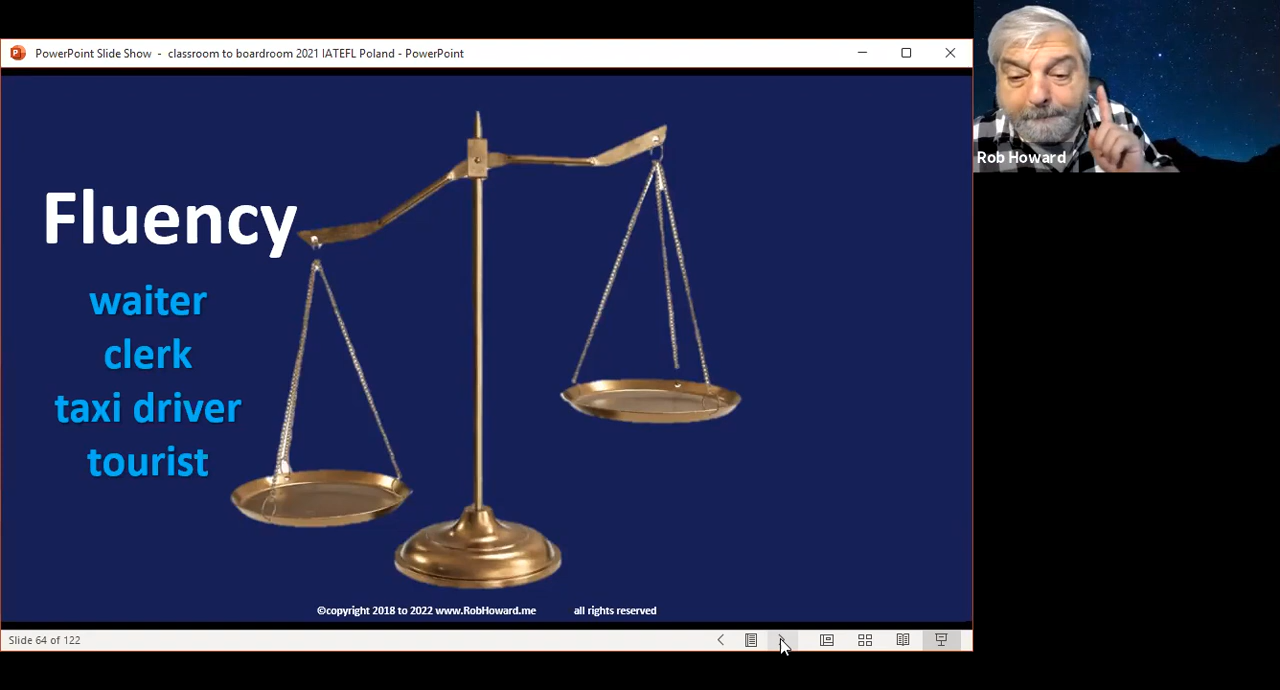 PowerPoint Slide Show - classroom to boardroom 2021 IATEFL Poland - PowerPoint
Rob Howard
Fluency
waiter
clerk
taxi driver
tourist
©copyright 2018 to 2022 www.RobHoward.me all rights reserved
Slide 64 of 122